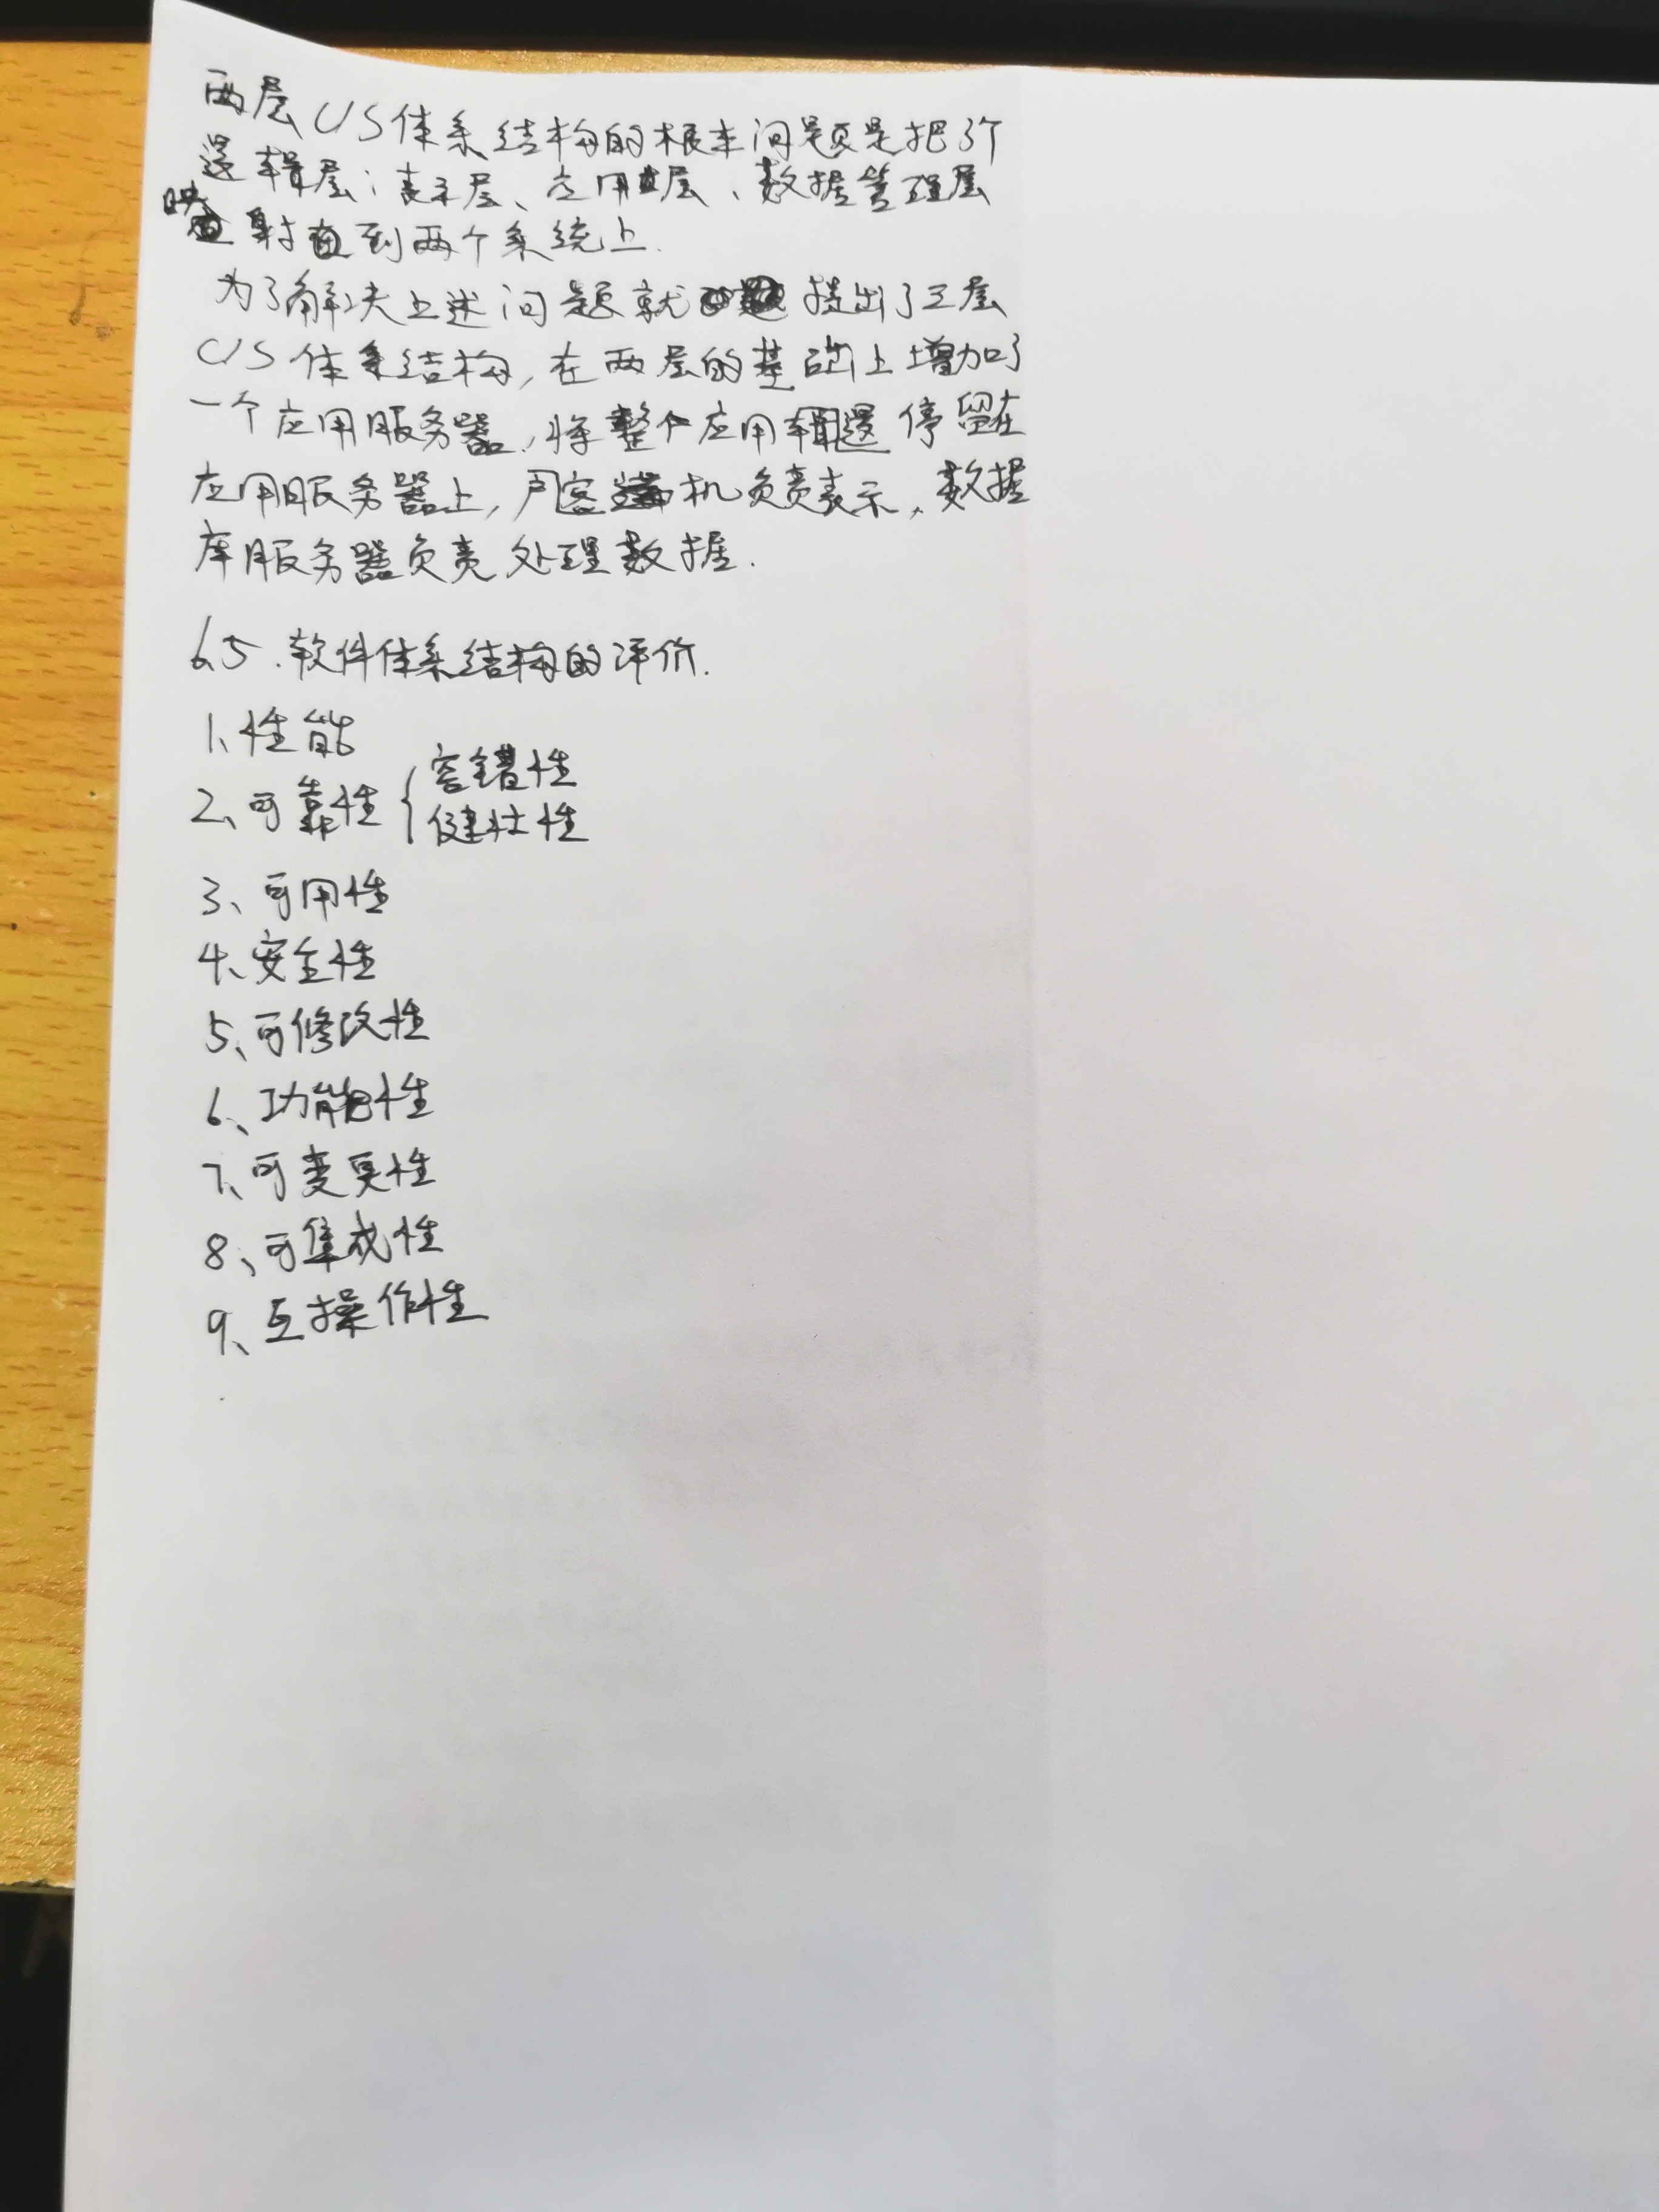 两层C/S体系结构的根本问题是把3个
逻辑层:表示层、应用层、数据管理层
映射到两个系统上.
为了解决上述问题就提出了三层
C/S体系结构,在两层的基础上增加了
一个应用服务器,将整个应用辑逻停留在
应用服务器上,客端机负责表示,数据
库服务器负责处理数据.
6.5.软件体系结构的评价.
1、性能
2、可靠性{容错性
健壮性
3、可用性
4、安全性
5、可修改性
6、功能性
7、可变更性
8、可集成性
9、互操作性